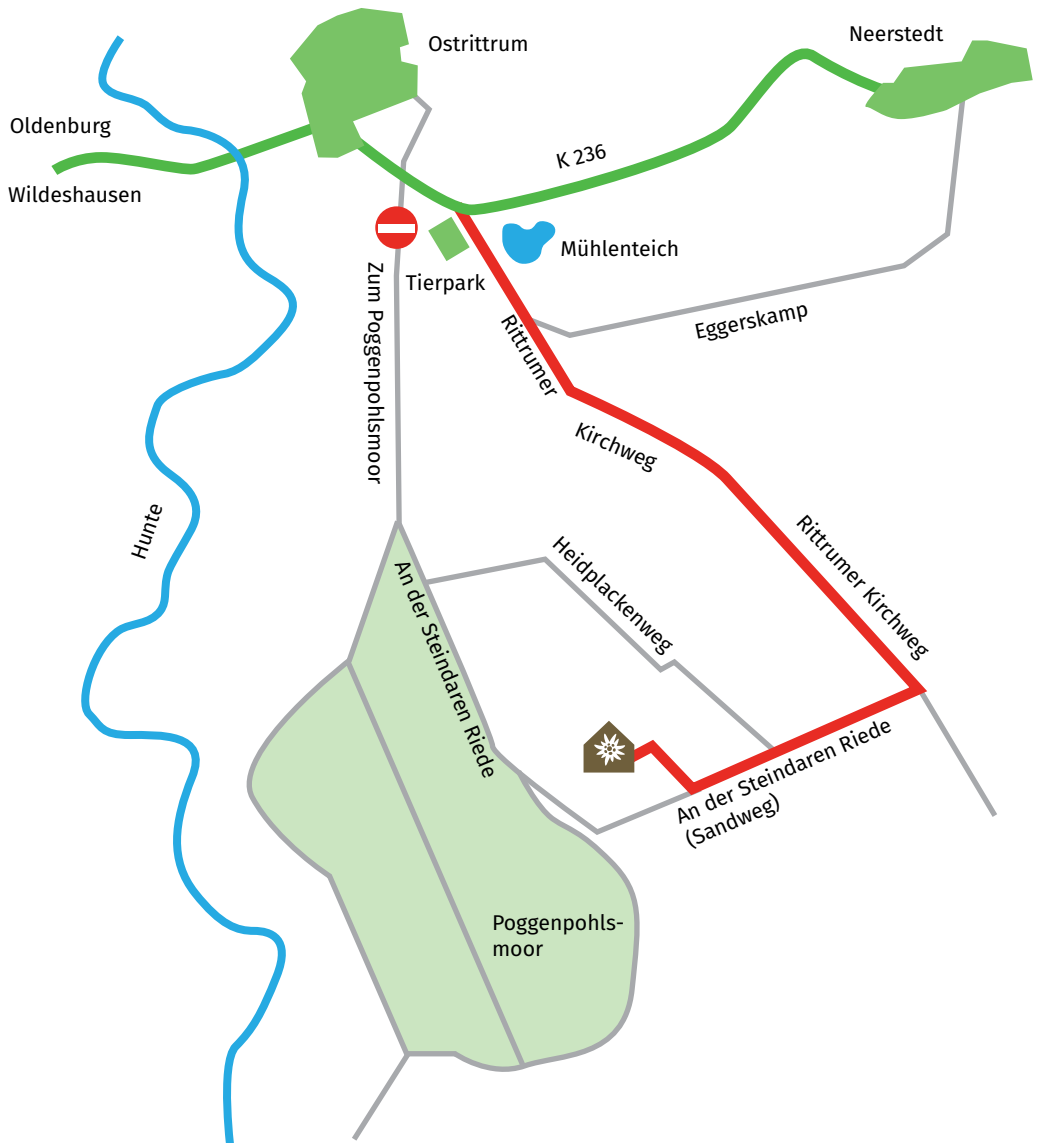 Neerstedt
Ostrittrum
Oldenburg
Wildeshausen
K 236
Mühlenteich
Tierpark
Zum Poggenpohlsmoor
Eggerskamp
Rittrumer
Kirchweg
Hunte
Rittrumer Kirchweg
Heidplackenweg
An der Steindaren Riede
An der Steindaren Riede
(Sandweg)
Poggenpohls-
moor